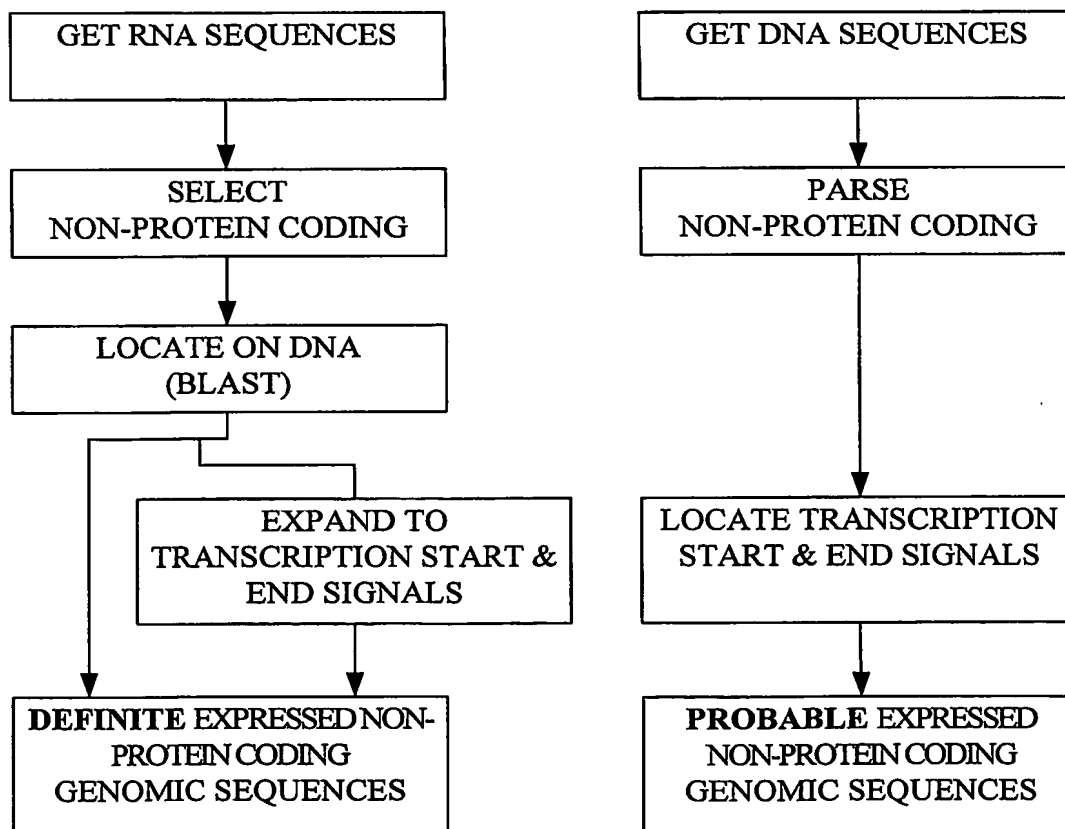 GET RNA SEQUENCES
SELECT
NON-PROTEIN CODING
LOCATE ON DNA
(BLAST)
EXPAND TO
TRANSCRIPTION START &
END SIGNALS
DEFINITE EXPRESSED NON-
PROTEIN CODING
GENOMIC SEQUENCES
GET DNA SEQUENCES
PARSE
NON-PROTEIN CODING
LOCATE TRANSCRIPTION
START & END SIGNALS
PROBABLE EXPRESSED
NON-PROTEIN CODING
GENOMIC SEQUENCES